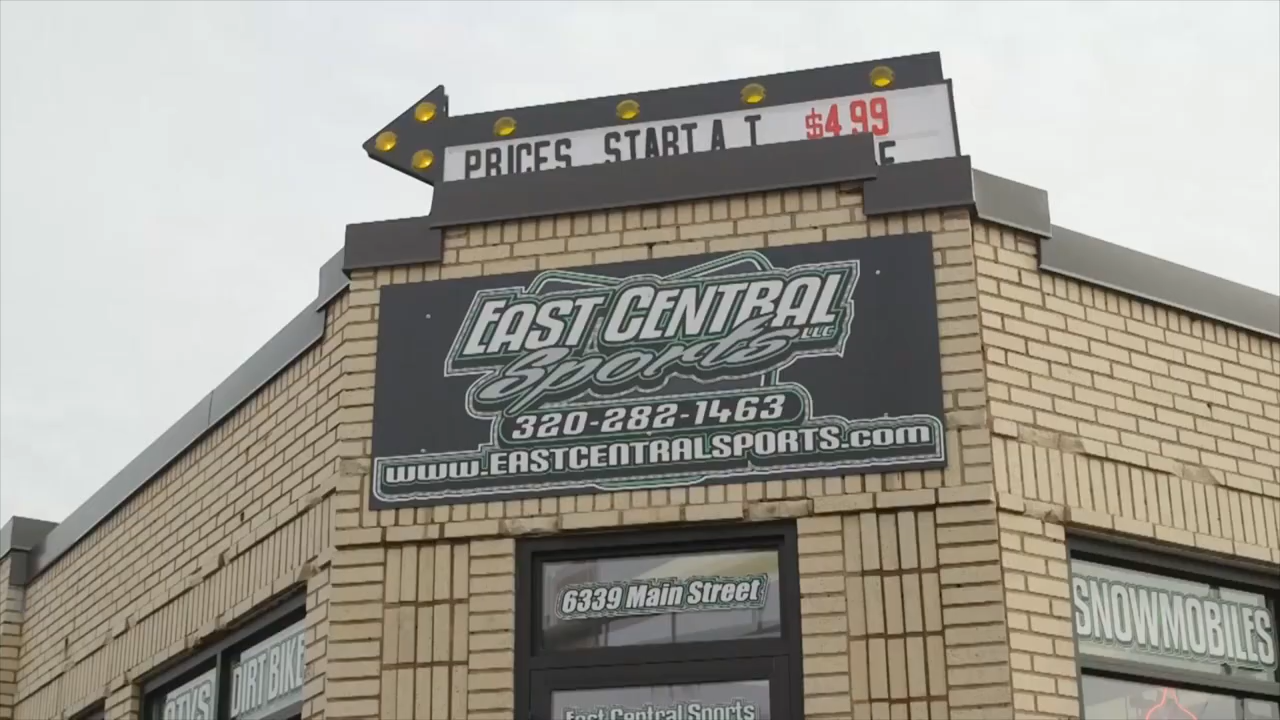 PRICES START AT $4.99
EAST CENTRAL LLC
Sports
320-282-1463
www.EASTCENTRALSPORTS.com
6339 Main Street
East Central Sports
DIRT BIKE
SNOWMOBILES